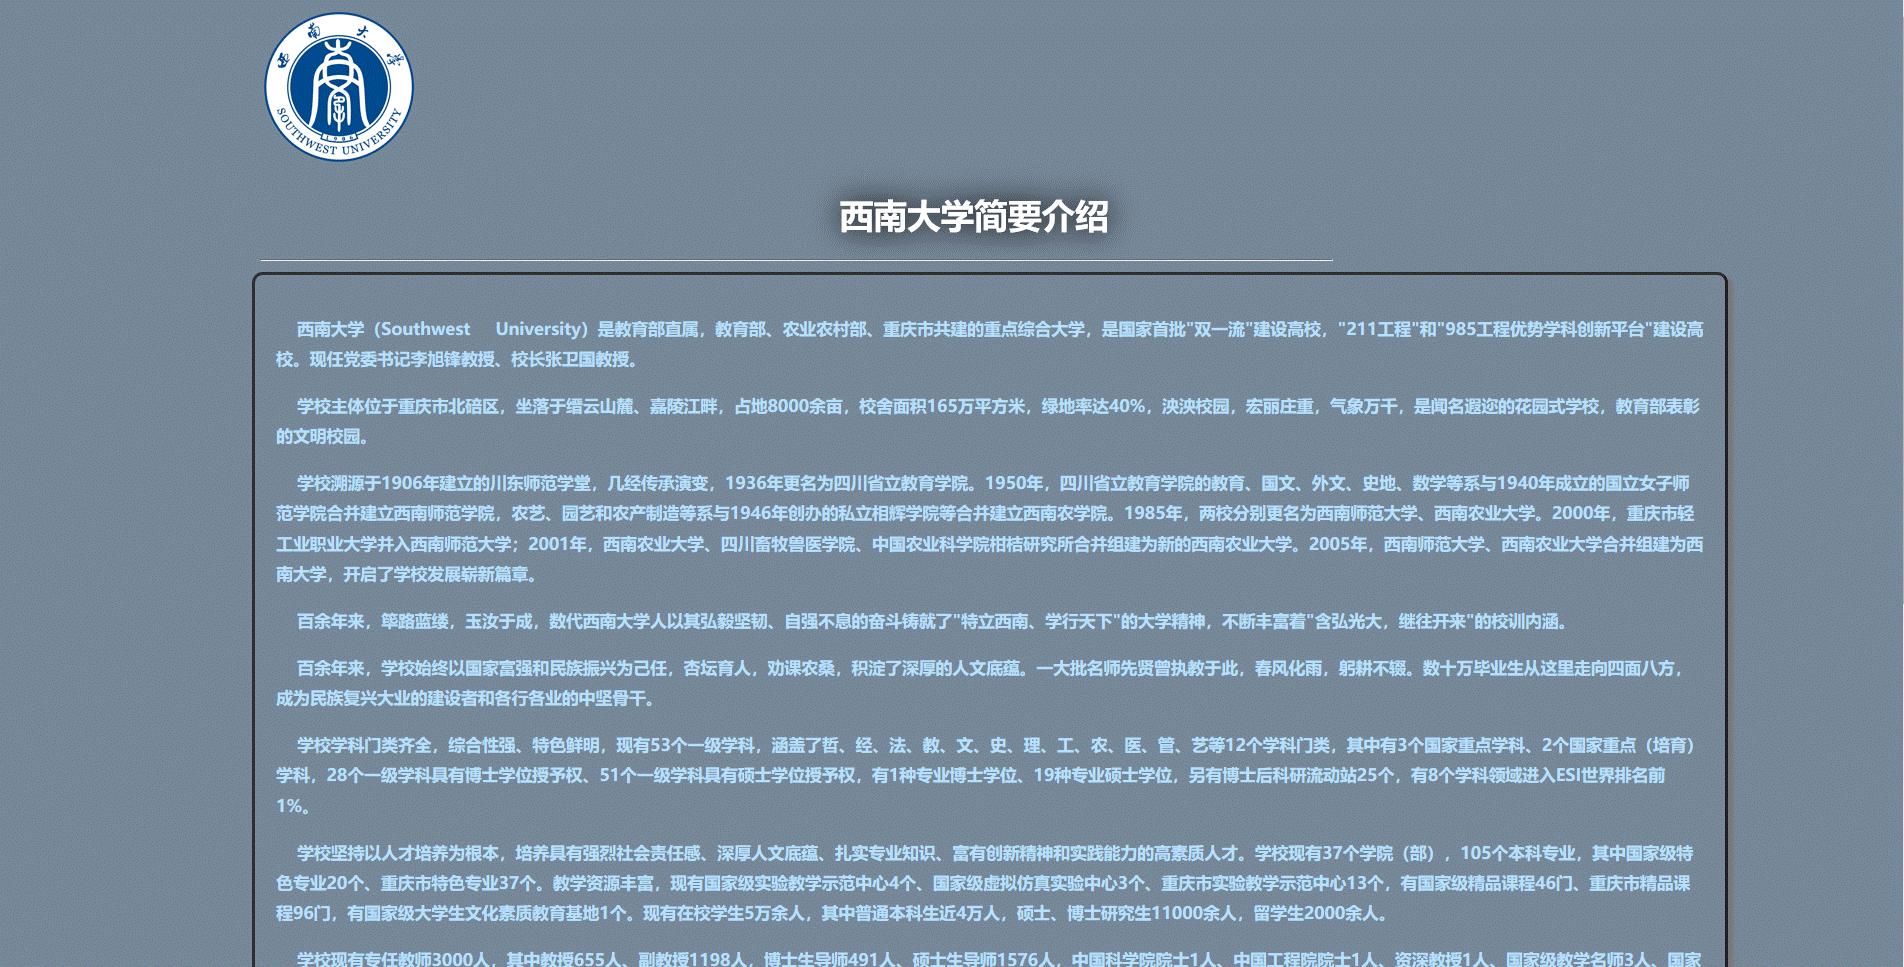 西南大学
SOUTHWEST UNIVERSITY
1906
西南大学简要介绍
西南大学（Southwest University）是教育部直属，教育部、农业农村部、重庆市共建的重点综合大学，是国家首批"双一流"建设高校，"211工程"和"985工程优势学科创新平台"建设高
校。现任党委书记李旭锋教授、校长张卫国教授。
学校主体位于重庆市北碚区，坐落于缙云山麓、嘉陵江畔，占地8000余亩，校舍面积165万平方米，绿地率达40%，泱泱校园，宏丽庄重，气象万千，是闻名遐迩的花园式学校，教育部表彰
的文明校园。
学校溯源于1906年建立的川东师范学堂，几经传承演变，1936年更名为四川省立教育学院。1950年，四川省立教育学院的教育、国文、外文、史地、数学等系与1940年成立的国立女子师
范学院合并建立西南师范学院，农艺、园艺和农产制造等系与1946年创办的私立相辉学院等合并建立西南农学院。1985年，两校分别更名为西南师范大学、西南农业大学。2000年，重庆市轻
工业职业大学并入西南师范大学；2001年，西南农业大学、四川畜牧兽医学院、中国农业科学院柑桔研究所合并组建为新的西南农业大学。2005年，西南师范大学、西南农业大学合并组建为西
南大学，开启了学校发展崭新篇章。
百余年来，筚路蓝缕，玉汝于成，数代西南大学人以其弘毅坚韧、自强不息的奋斗铸就了"特立西南、学行天下"的大学精神，不断丰富着"含弘光大，继往开来"的校训内涵。
百余年来，学校始终以国家富强和民族振兴为己任，杏坛育人，劝课农桑，积淀了深厚的人文底蕴。一大批名师先贤曾执教于此，春风化雨，躬耕不辍。数十万毕业生从这里走向四面八方，
成为民族复兴大业的建设者和各行各业的中坚骨干。
学校学科门类齐全，综合性强、特色鲜明，现有53个一级学科，涵盖了哲、经、法、教、文、史、理、工、农、医、管、艺等12个学科门类，其中有3个国家重点学科、2个国家重点（培育）
学科，28个一级学科具有博士学位授予权、51个一级学科具有硕士学位授予权，有1种专业博士学位、19种专业硕士学位，另有博士后科研流动站25个，有8个学科领域进入ESI世界排名前
1%。
学校坚持以人才培养为根本，培养具有强烈社会责任感、深厚人文底蕴、扎实专业知识、富有创新精神和实践能力的高素质人才。学校现有37个学院（部），105个本科专业，其中国家级特
色专业20个、重庆市特色专业37个。教学资源丰富，现有国家级实验教学示范中心4个、国家级虚拟仿真实验中心3个、重庆市实验教学示范中心13个，有国家级精品课程46门、重庆市精品课
程96门，有国家级大学生文化素质教育基地1个。现有在校学生5万余人，其中普通本科生近4万人，硕士、博士研究生11000余人，留学生2000余人。
学校现有专任教师3000人，其中教授655人、副教授1198人，博士生导师491人、硕士生导师1576人，中国科学院院士1人、中国工程院院士1人、资深教授1人、国家级教学名师3人、国家